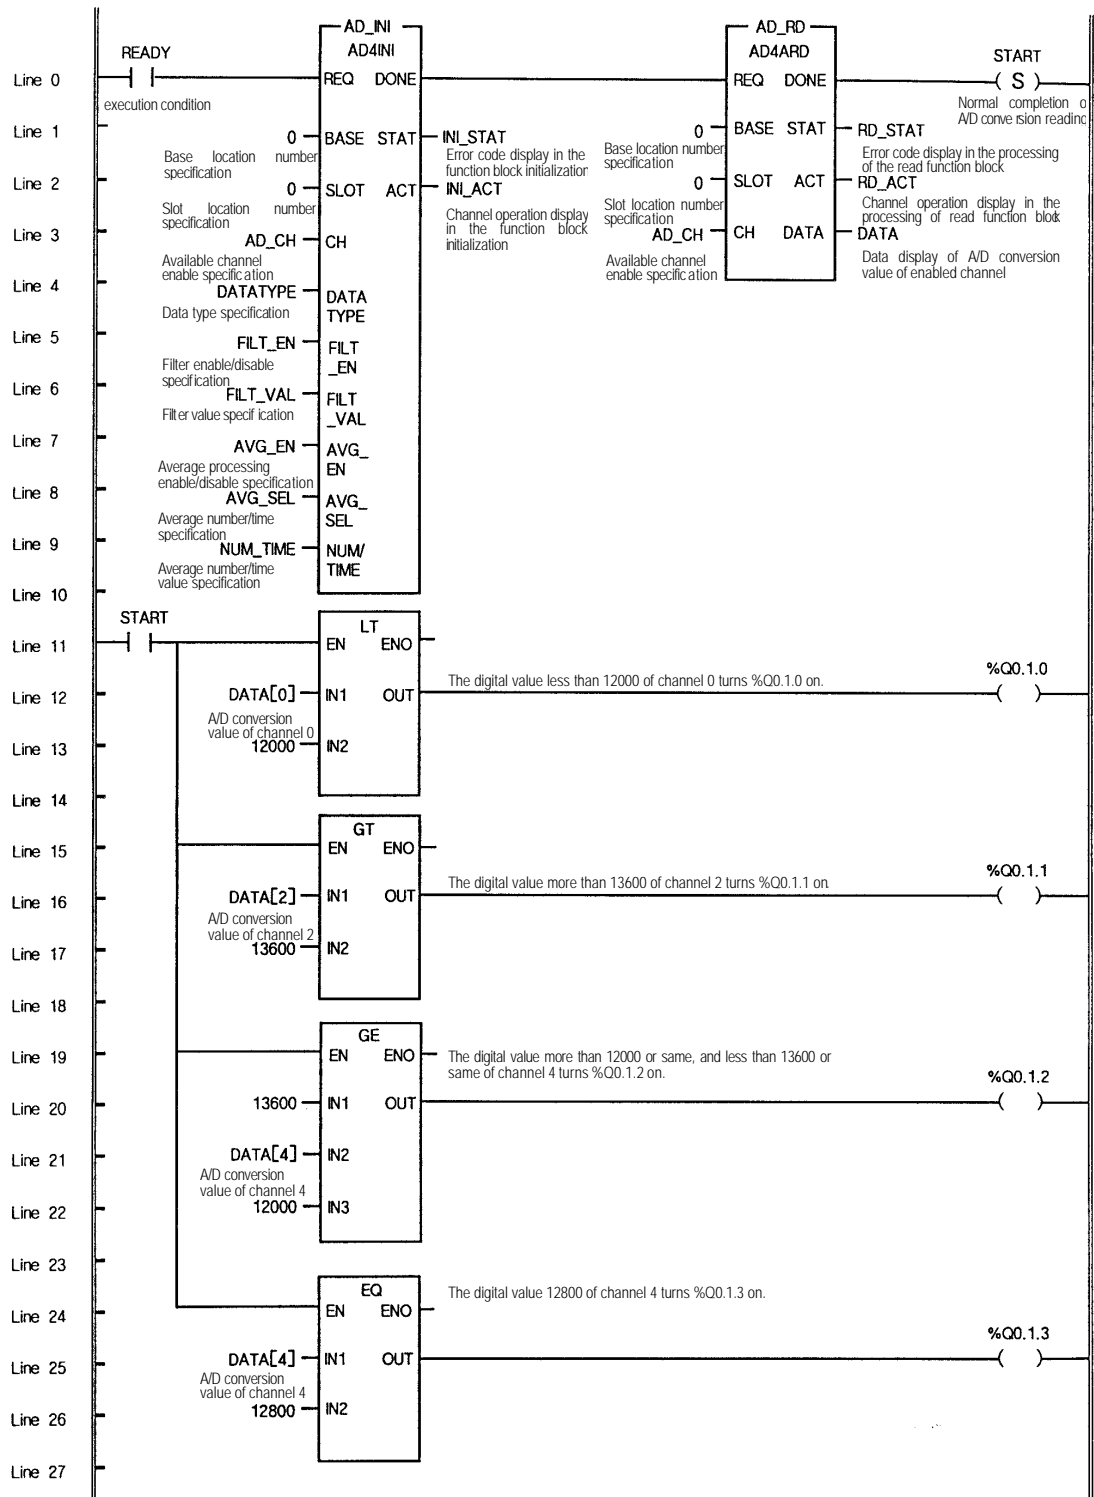 AD_INI
AD_RD
READY
AD4INI
AD4ARD
START
Line 0
REQ DONE
REQ DONE
( S )
execution condition
Normal completion o
A/D conversion reading
Line 1
0
BASE STAT
INI_STAT
0
BASE STAT
RD_STAT
Base location number
specification
Error code display in the
function block initialization
Base location number
specification
Error code display in the processing
of the read function block
Line 2
0
SLOT ACT
INI_ACT
0
SLOT ACT
RD_ACT
Slot location number
specification
Channel operation display
in the function block
initialization
Slot location number
specification
Channel operation display in the
processing of read function block
Line 3
AD_CH
CH
AD_CH
CH DATA
DATA
Available channel
enable specification
Available channel
enable specification
Data display of A/D conversion
value of enabled channel
Line 4
DATATYPE
DATA
TYPE
Data type specification
Line 5
FILT_EN
FILT
_EN
Filter enable/disable
specification
Line 6
FILT_VAL
FILT
_VAL
Filter value specification
Line 7
AVG_EN
AVG_
EN
Average processing
enable/disable specification
Line 8
AVG_SEL
AVG_
SEL
Average number/time
specification
Line 9
NUM_TIME
NUM/
TIME
Average number/time
value specification
Line 10
START
LT
Line 11
EN ENO
%Q0.1.0
The digital value less than 12000 of channel 0 turns %Q0.1.0 on.
Line 12
DATA[0]
IN1 OUT
( )
A/D conversion
value of channel 0
Line 13
12000
IN2
Line 14
GT
Line 15
EN ENO
%Q0.1.1
The digital value more than 13600 of channel 2 turns %Q0.1.1 on.
Line 16
DATA[2]
IN1 OUT
( )
A/D conversion
value of channel 2
Line 17
13600
IN2
Line 18
GE
Line 19
EN ENO
The digital value more than 12000 or same, and less than 13600 or
same of channel 4 turns %Q0.1.2 on.
%Q0.1.2
Line 20
13600
IN1 OUT
( )
Line 21
DATA[4]
IN2
A/D conversion
value of channel 4
Line 22
12000
IN3
Line 23
EQ
The digital value 12800 of channel 4 turns %Q0.1.3 on.
Line 24
EN ENO
%Q0.1.3
Line 25
DATA[4]
IN1 OUT
( )
A/D conversion
value of channel 4
Line 26
12800
IN2
Line 27